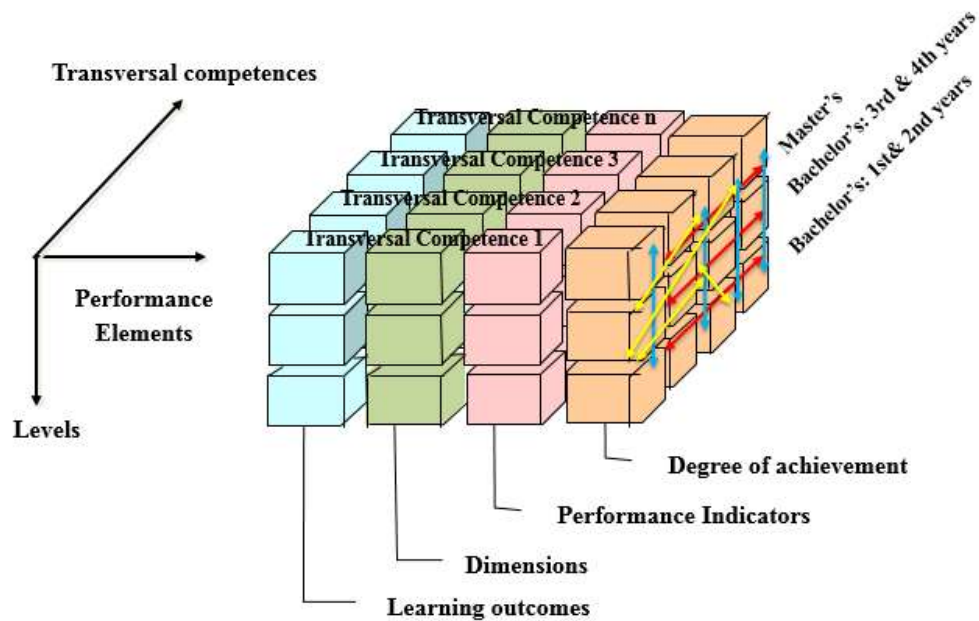 Transversal competences
Performance
Elements
Levels
Transversal Competence n
Transversal Competence 3
Transversal Competence 2
Transversal Competence 1
Master's
Bachelor's: 3rd & 4th years
Bachelor's: 1st& 2nd years
Degree of achievement
Performance Indicators
Dimensions
Learning outcomes